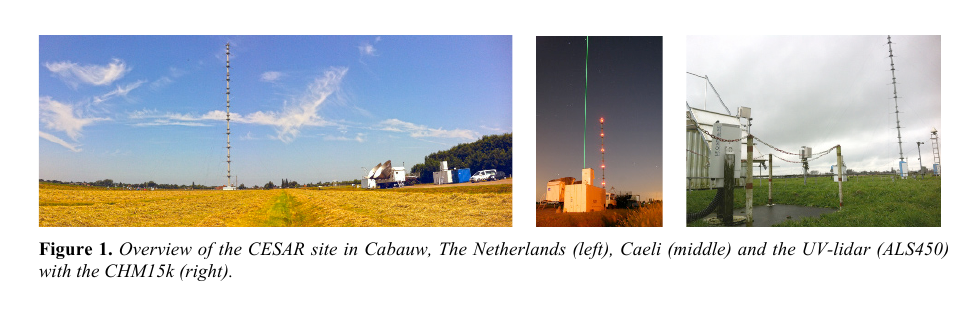 Figure 1. Overview of the CESAR site in Cabauw, The Netherlands (left), Caeli (middle) and the UV-lidar (ALS450)
with the CHM15k (right).